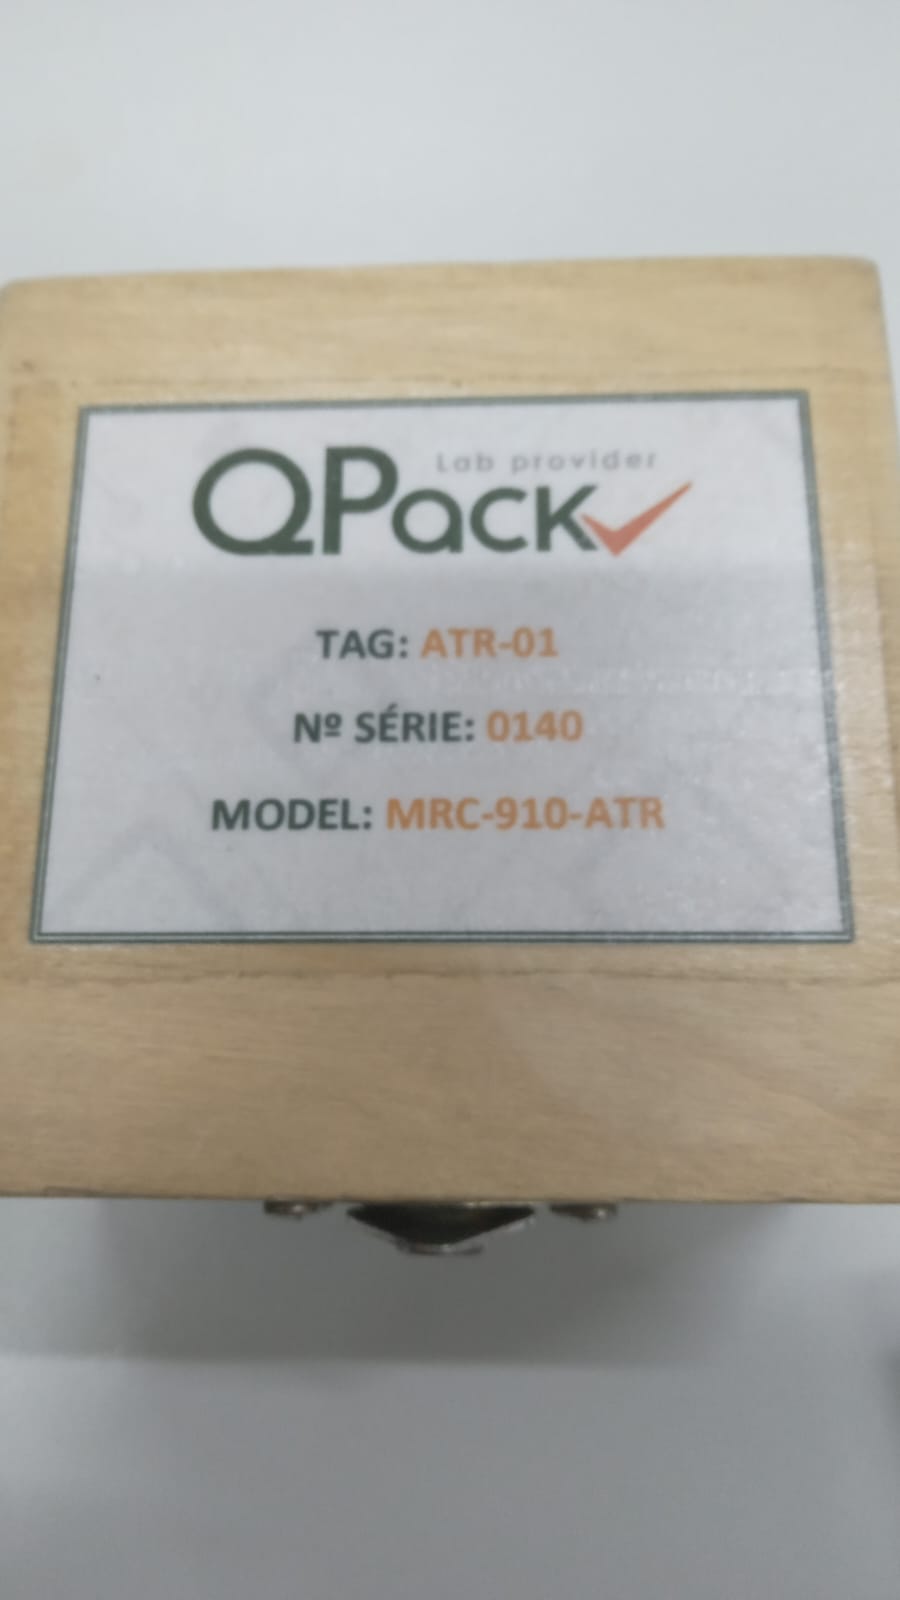 Lab provider
QPack
TAG: ATR-01
Nº SÉRIE: 0140
MODEL: MRC-910-ATR